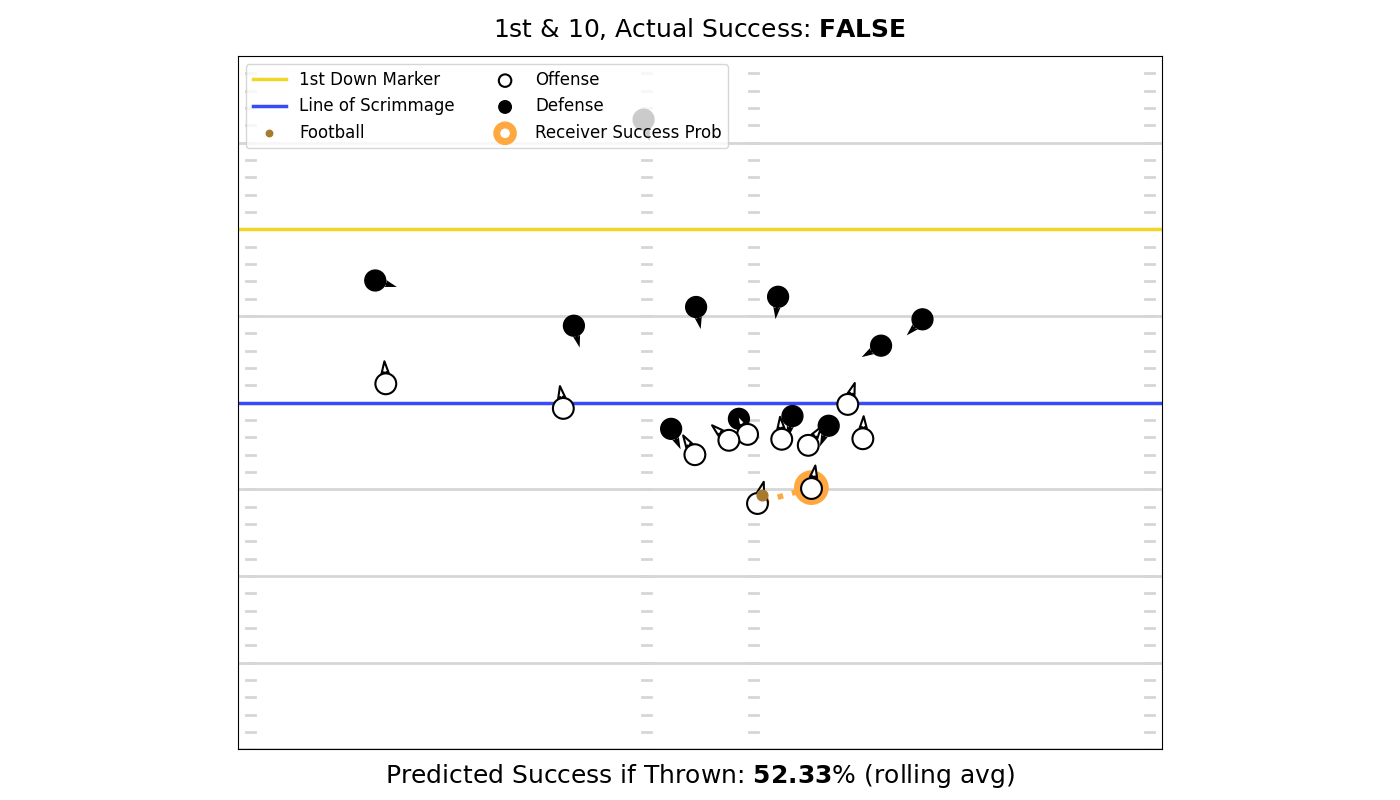 1st & 10, Actual Success: FALSE
1st Down Marker
Line of Scrimmage
Football
Offense
Defense
Receiver Success Prob
Predicted Success if Thrown: 52.33% (rolling avg)